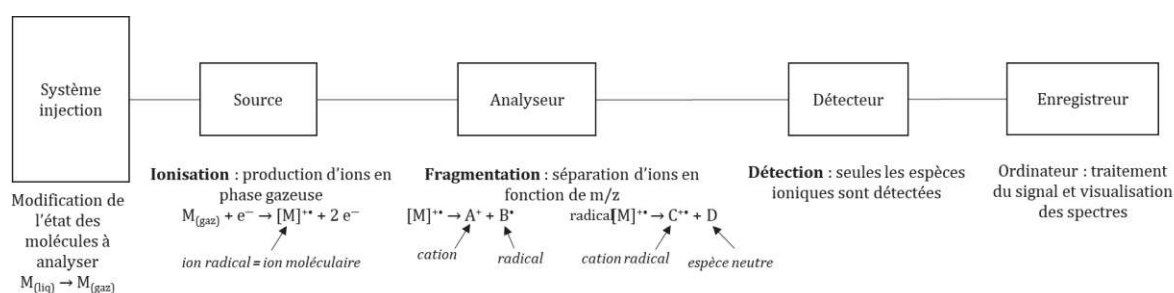 Système
injection
Source
Analyseur
Détecteur
Enregistreur
Modification de
l'état des
molécules à
analyser
M(liq) → M(gaz)
Ionisation : production d'ions en
phase gazeuse
M(gaz) + e⁻ → [M]⁺• + 2 e⁻
ion radical = ion moléculaire
Fragmentation : séparation d'ions en
fonction de m/z
[M]⁺• → A⁺ + B• radical[M]⁺• → C⁺• + D
cation radical cation radical espèce neutre
Détection : seules les espèces
ioniques sont détectées
Ordinateur : traitement
du signal et visualisation
des spectres